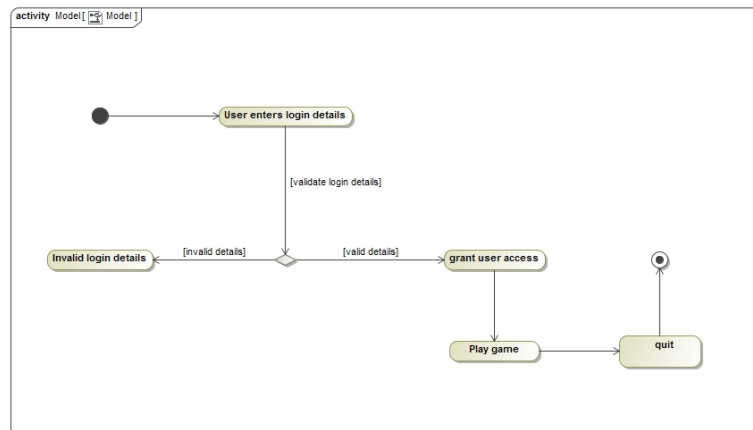 activity Model[ Model ]
User enters login details
[validate login details]
Invalid login details
[invalid details]
[valid details]
grant user access
Play game
quit